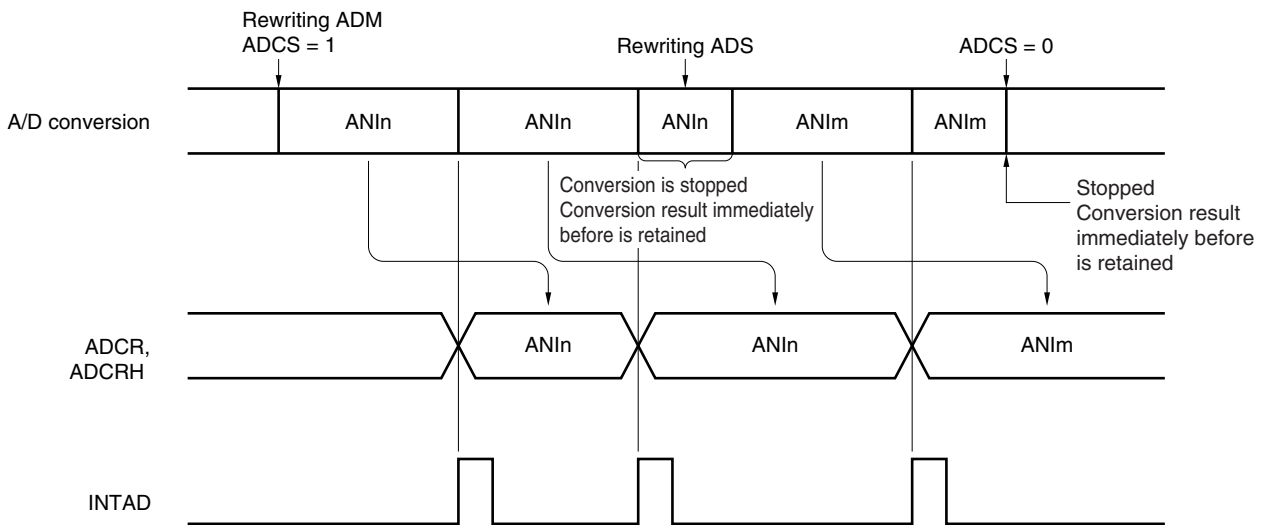 Rewriting ADM
ADCS = 1
Rewriting ADS
ADCS = 0
A/D conversion
ANIn
ANIn
ANIn
ANIm
ANIm
Conversion is stopped
Conversion result immediately
before is retained
Stopped
Conversion result
immediately before
is retained
ADCR,
ADCRH
ANIn
ANIn
ANIm
INTAD